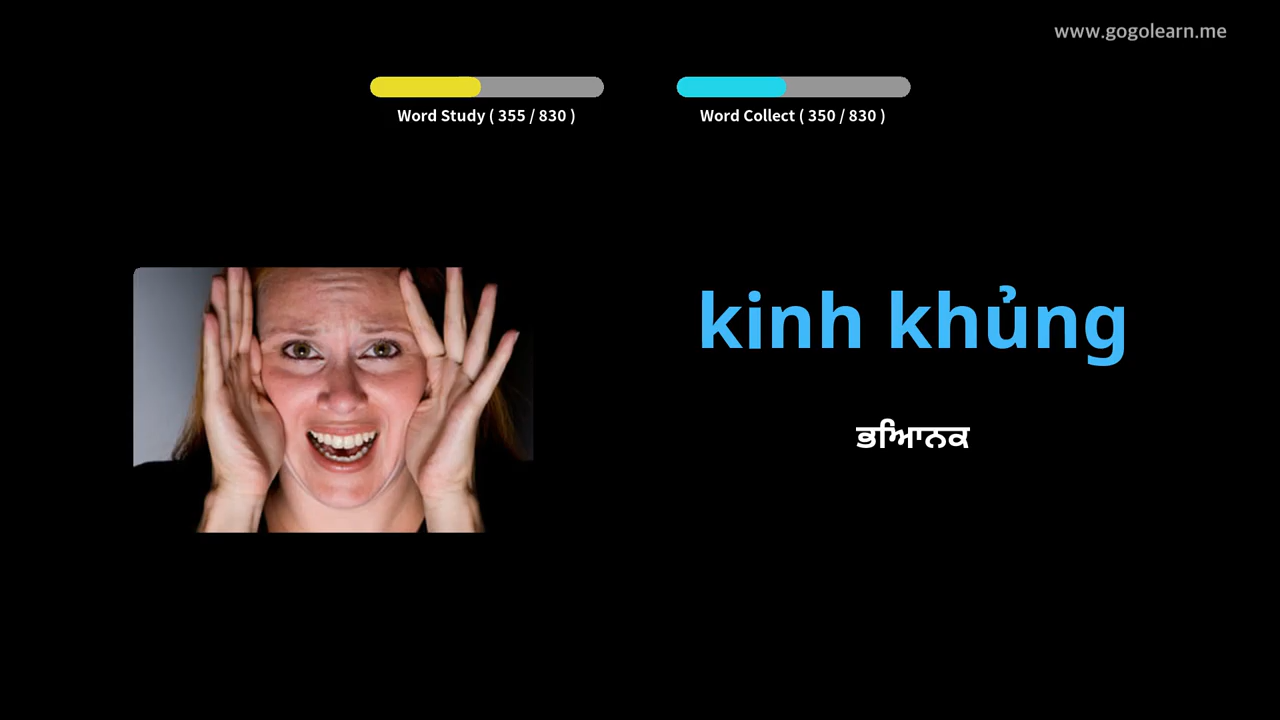 www.gogolearn.me
Word Study ( 355 / 830 )
Word Collect ( 350 / 830 )
kinh khủng
ਭਿਆਨਕ